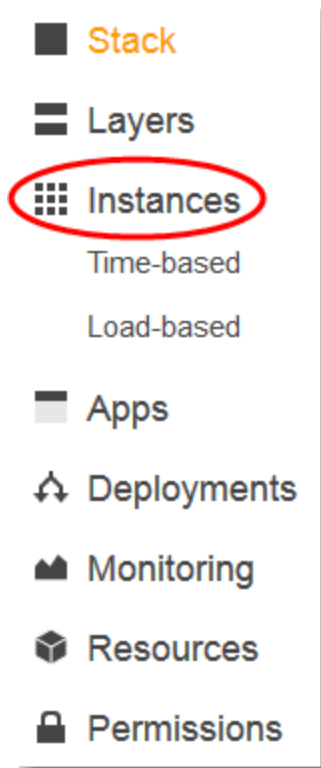 Stack
Layers
Instances
Time-based
Load-based
Apps
Deployments
Monitoring
Resources
Permissions